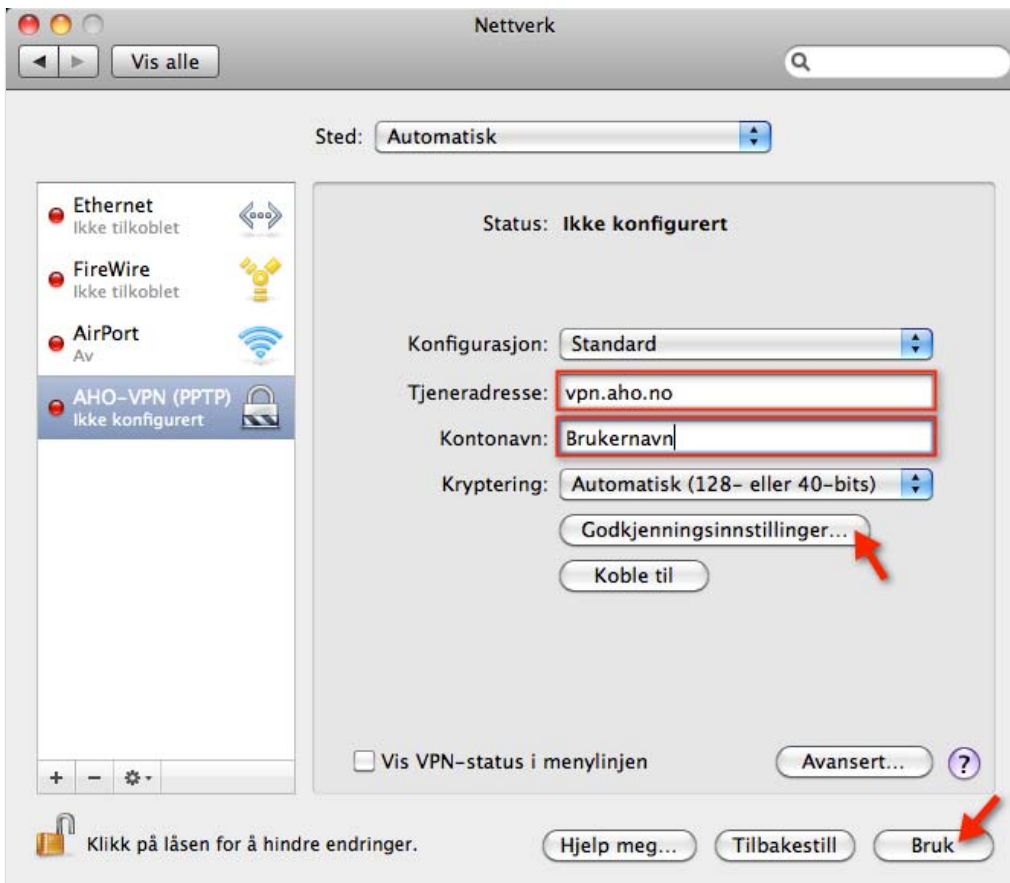 Nettverk
Vis alle
Sted: Automatisk
Ethernet
Ikke tilkoblet
FireWire
Ikke tilkoblet
AirPort
Av
AHO-VPN (PPTP)
Ikke konfigurert
Status: Ikke konfigurert
Konfigurasjon: Standard
Tjeneradresse: vpn.aho.no
Kontonavn: Brukernavn
Kryptering: Automatisk (128- eller 40-bits)
Godkjenningsinnstillinger...
Koble til
Vis VPN-status i menylinjen
Avansert... ?
+ −
Klikk på låsen for å hindre endringer.
Hjelp meg... Tilbakestill Bruk